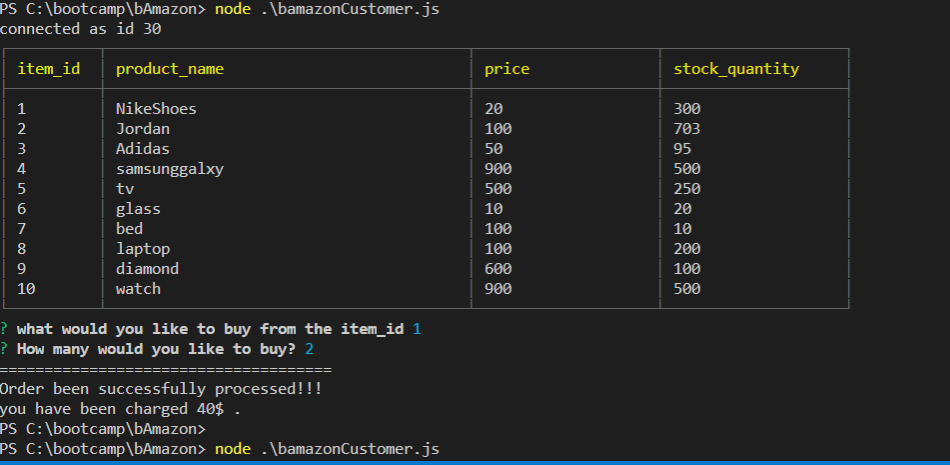 PS C:\bootcamp\bAmazon> node .\bamazonCustomer.js
connected as id 30
item_id product_name price stock_quantity
1 NikeShoes 20 300
2 Jordan 100 703
3 Adidas 50 95
4 samsunggalxy 900 500
5 tv 500 250
6 glass 10 20
7 bed 100 10
8 laptop 100 200
9 diamond 600 100
10 watch 900 500
? what would you like to buy from the item_id 1
? How many would you like to buy? 2
=====================================
Order been successfully processed!!!
you have been charged 40$ .
PS C:\bootcamp\bAmazon>
PS C:\bootcamp\bAmazon> node .\bamazonCustomer.js